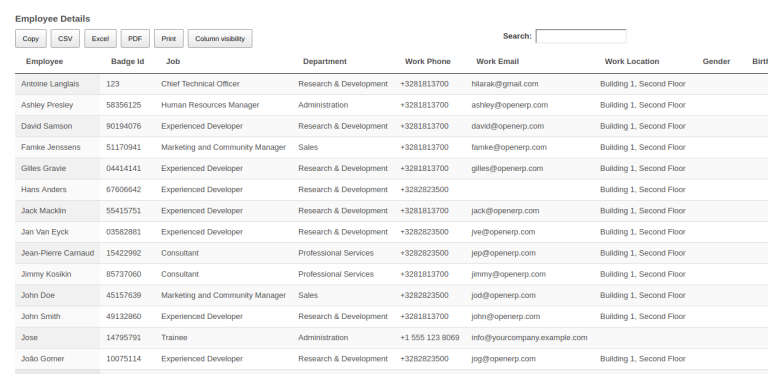 Employee Details
Copy CSV Excel PDF Print Column visibility Search:
Employee Badge Id Job Department Work Phone Work Email Work Location Gender Birth
Antoine Langlais 123 Chief Technical Officer Research & Development +3281813700 hlarak@gmail.com Building 1, Second Floor
Ashley Presley 58356125 Human Resources Manager Administration +3281813700 ashley@openerp.com Building 1, Second Floor
David Samson 90194076 Experienced Developer Research & Development +3281813700 david@openerp.com Building 1, Second Floor
Famke Jenssens 51170941 Marketing and Community Manager Sales +3281813700 famke@openerp.com Building 1, Second Floor
Gilles Gravie 04414141 Experienced Developer Research & Development +3281813700 gilles@openerp.com Building 1, Second Floor
Hans Anders 67606642 Experienced Developer Research & Development +3282823500 Building 1, Second Floor
Jack Macklin 55415751 Experienced Developer Research & Development +3281813700 jack@openerp.com Building 1, Second Floor
Jan Van Eyck 03582881 Experienced Developer Research & Development +3282823500 jve@openerp.com Building 1, Second Floor
Jean-Pierre Carnaud 15422992 Consultant Professional Services +3282823500 jep@openerp.com Building 1, Second Floor
Jimmy Kosikin 85737060 Consultant Professional Services +3281813700 jimmy@openerp.com Building 1, Second Floor
John Doe 45157639 Marketing and Community Manager Sales +3282823500 jod@openerp.com Building 1, Second Floor
John Smith 49132860 Experienced Developer Research & Development +3281813700 john@openerp.com Building 1, Second Floor
Jose 14795791 Trainee Administration +1 555 123 8069 info@yourcompany.example.com
João Gomer 10075114 Experienced Developer Research & Development +3282823500 jog@openerp.com Building 1, Second Floor